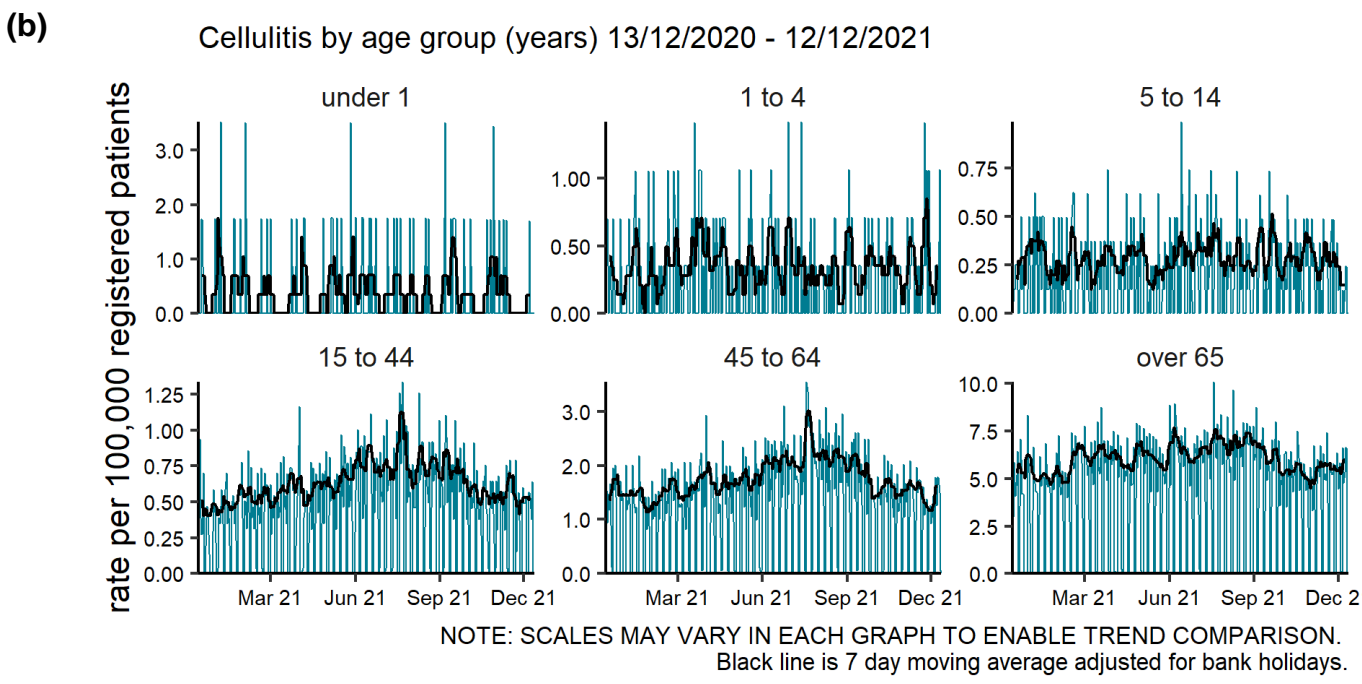 (b)
Cellulitis by age group (years) 13/12/2020 - 12/12/2021
rate per 100,000 registered patients
under 1
3.0
2.0
1.0
0.0
1 to 4
1.00
0.50
0.00
5 to 14
0.75
0.50
0.25
0.00
15 to 44
1.25
1.00
0.75
0.50
0.25
0.00
Mar 21 Jun 21 Sep 21 Dec 21
45 to 64
3.0
2.0
1.0
0.0
Mar 21 Jun 21 Sep 21 Dec 21
over 65
10.0
7.5
5.0
2.5
0.0
Mar 21 Jun 21 Sep 21 Dec 2
NOTE: SCALES MAY VARY IN EACH GRAPH TO ENABLE TREND COMPARISON.
Black line is 7 day moving average adjusted for bank holidays.